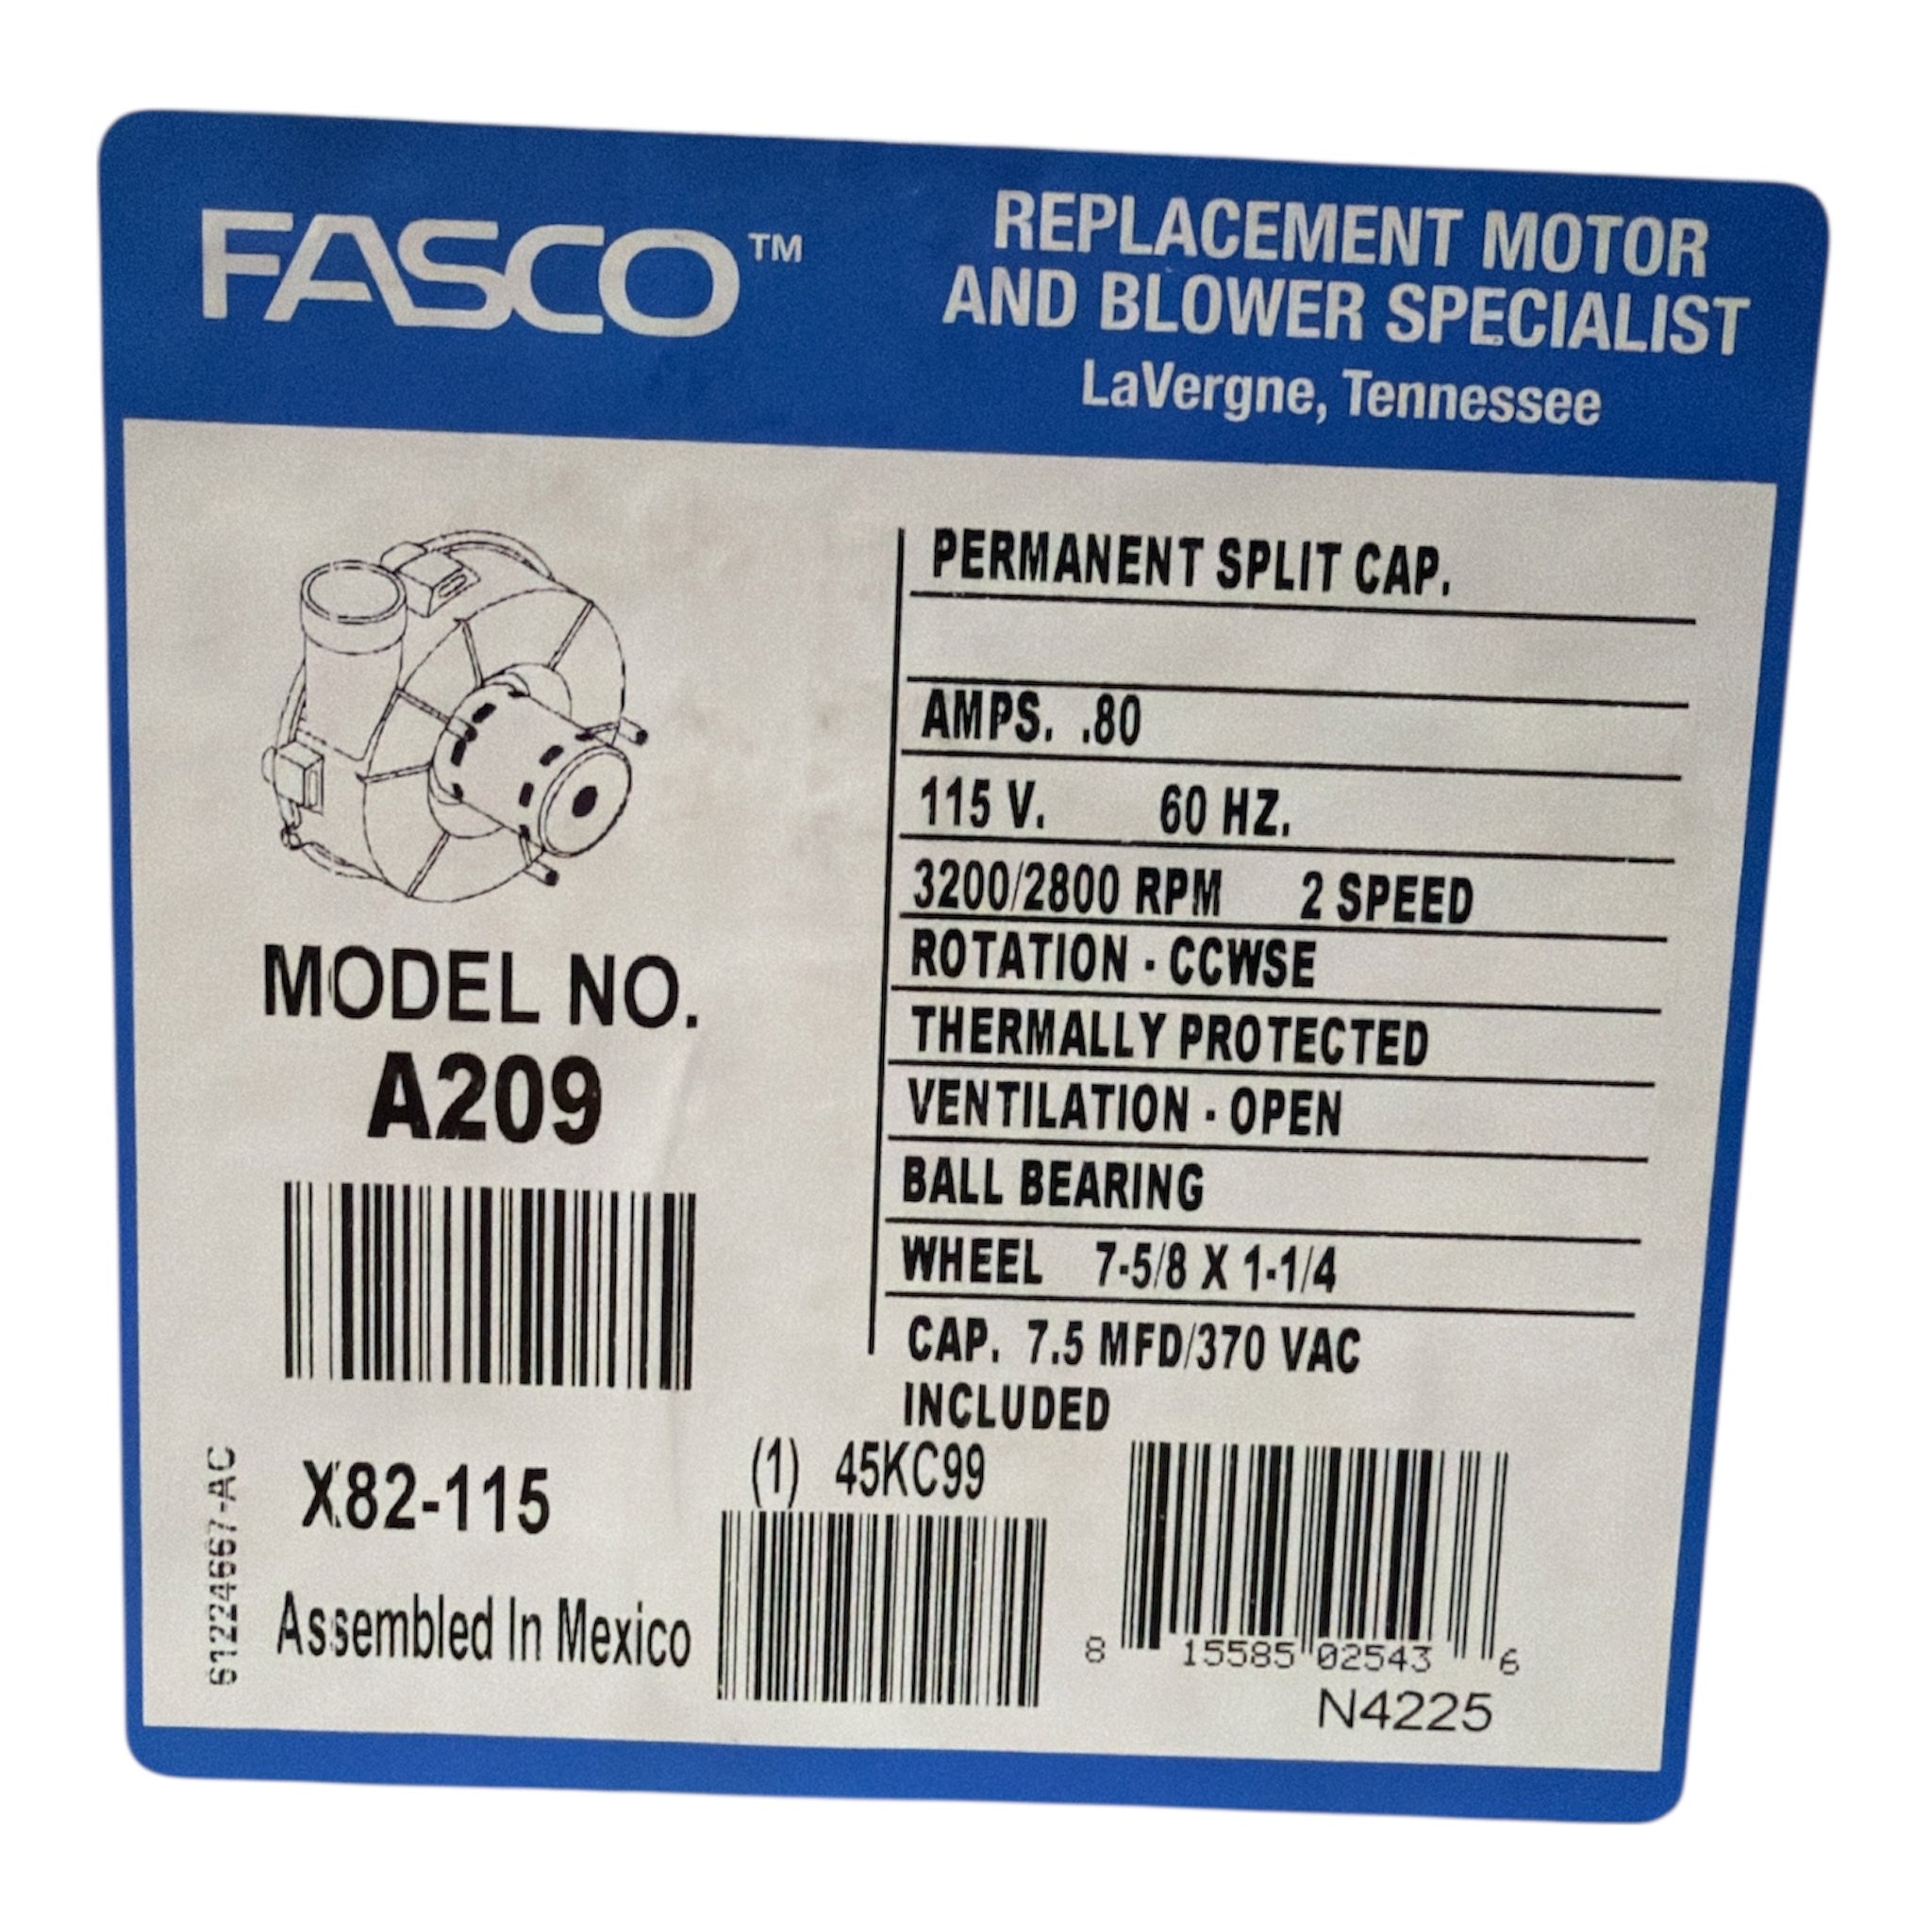 FASCO™
REPLACEMENT MOTOR
AND BLOWER SPECIALIST
LaVergne, Tennessee
MODEL NO.
A209
X82-115
61224667-AC
Assembled In Mexico
PERMANENT SPLIT CAP.
AMPS. .80
115 V. 60 HZ.
3200/2800 RPM 2 SPEED
ROTATION - CCWSE
THERMALLY PROTECTED
VENTILATION - OPEN
BALL BEARING
WHEEL 7-5/8 X 1-1/4
CAP. 7.5 MFD/370 VAC
INCLUDED
(1) 45KC99
8 15585 02543 6
N4225